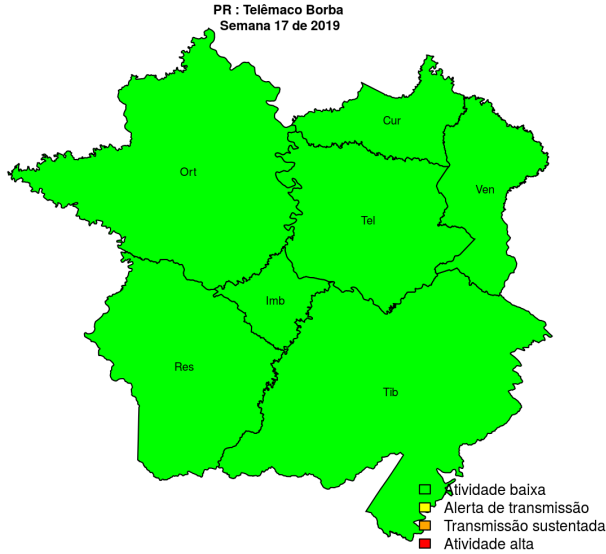 PR : Telêmaco Borba
Semana 17 de 2019
Cur
Ort
Ven
Tel
Imb
Res
Tib
Atividade baixa
Alerta de transmissão
Transmissão sustentada
Atividade alta